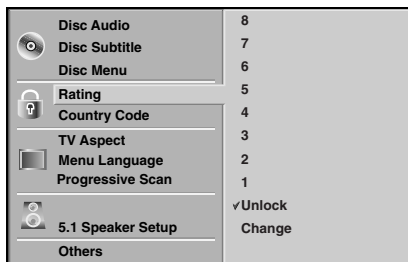 Disc Audio
Disc Subtitle
Disc Menu
Rating
Country Code
TV Aspect
Menu Language
Progressive Scan
5.1 Speaker Setup
Others
8
7
6
5
4
3
2
1
✓Unlock
Change